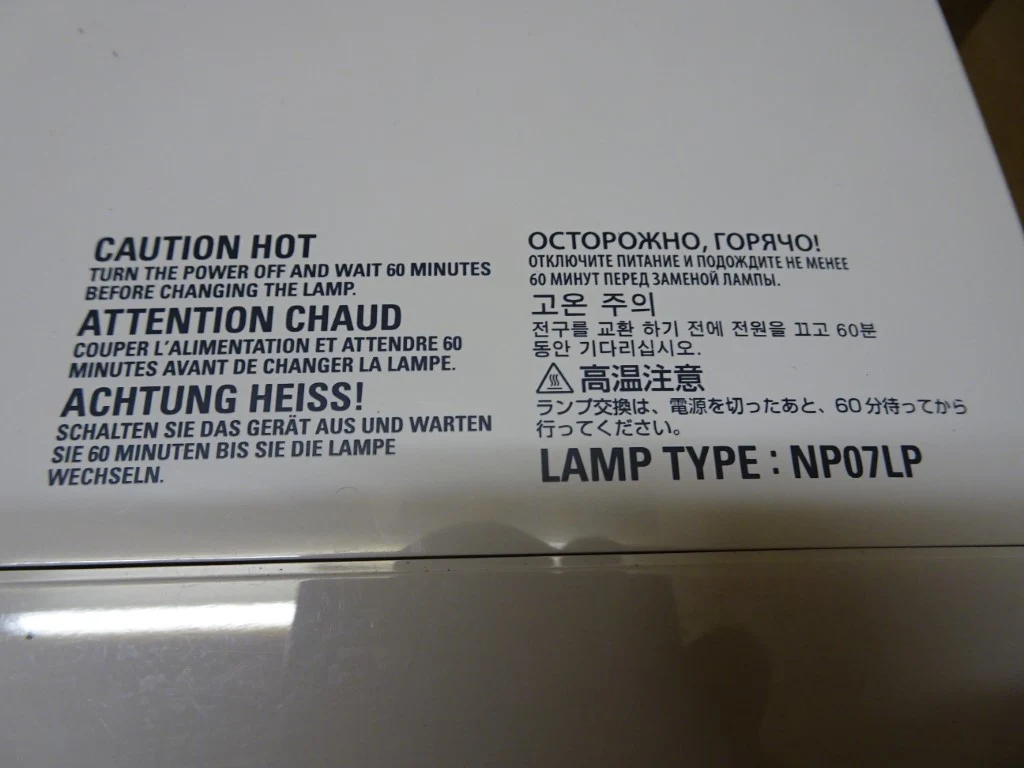 CAUTION HOT
TURN THE POWER OFF AND WAIT 60 MINUTES
BEFORE CHANGING THE LAMP.
ATTENTION CHAUD
COUPER L'ALIMENTATION ET ATTENDRE 60
MINUTES AVANT DE CHANGER LA LAMPE.
ACHTUNG HEISS!
SCHALTEN SIE DAS GERÄT AUS UND WARTEN
SIE 60 MINUTEN BIS SIE DIE LAMPE
WECHSELN.
ОСТОРОЖНО, ГОРЯЧО!
ОТКЛЮЧИТЕ ПИТАНИЕ И ПОДОЖДИТЕ НЕ МЕНЕЕ
60 МИНУТ ПЕРЕД ЗАМЕНОЙ ЛАМПЫ.
고온 주의
전구를 교환 하기 전에 전원을 끄고 60분
동안 기다리십시오.
高温注意
ランプ交換は、電源を切ったあと、60分待ってから
行ってください。
LAMP TYPE : NP07LP